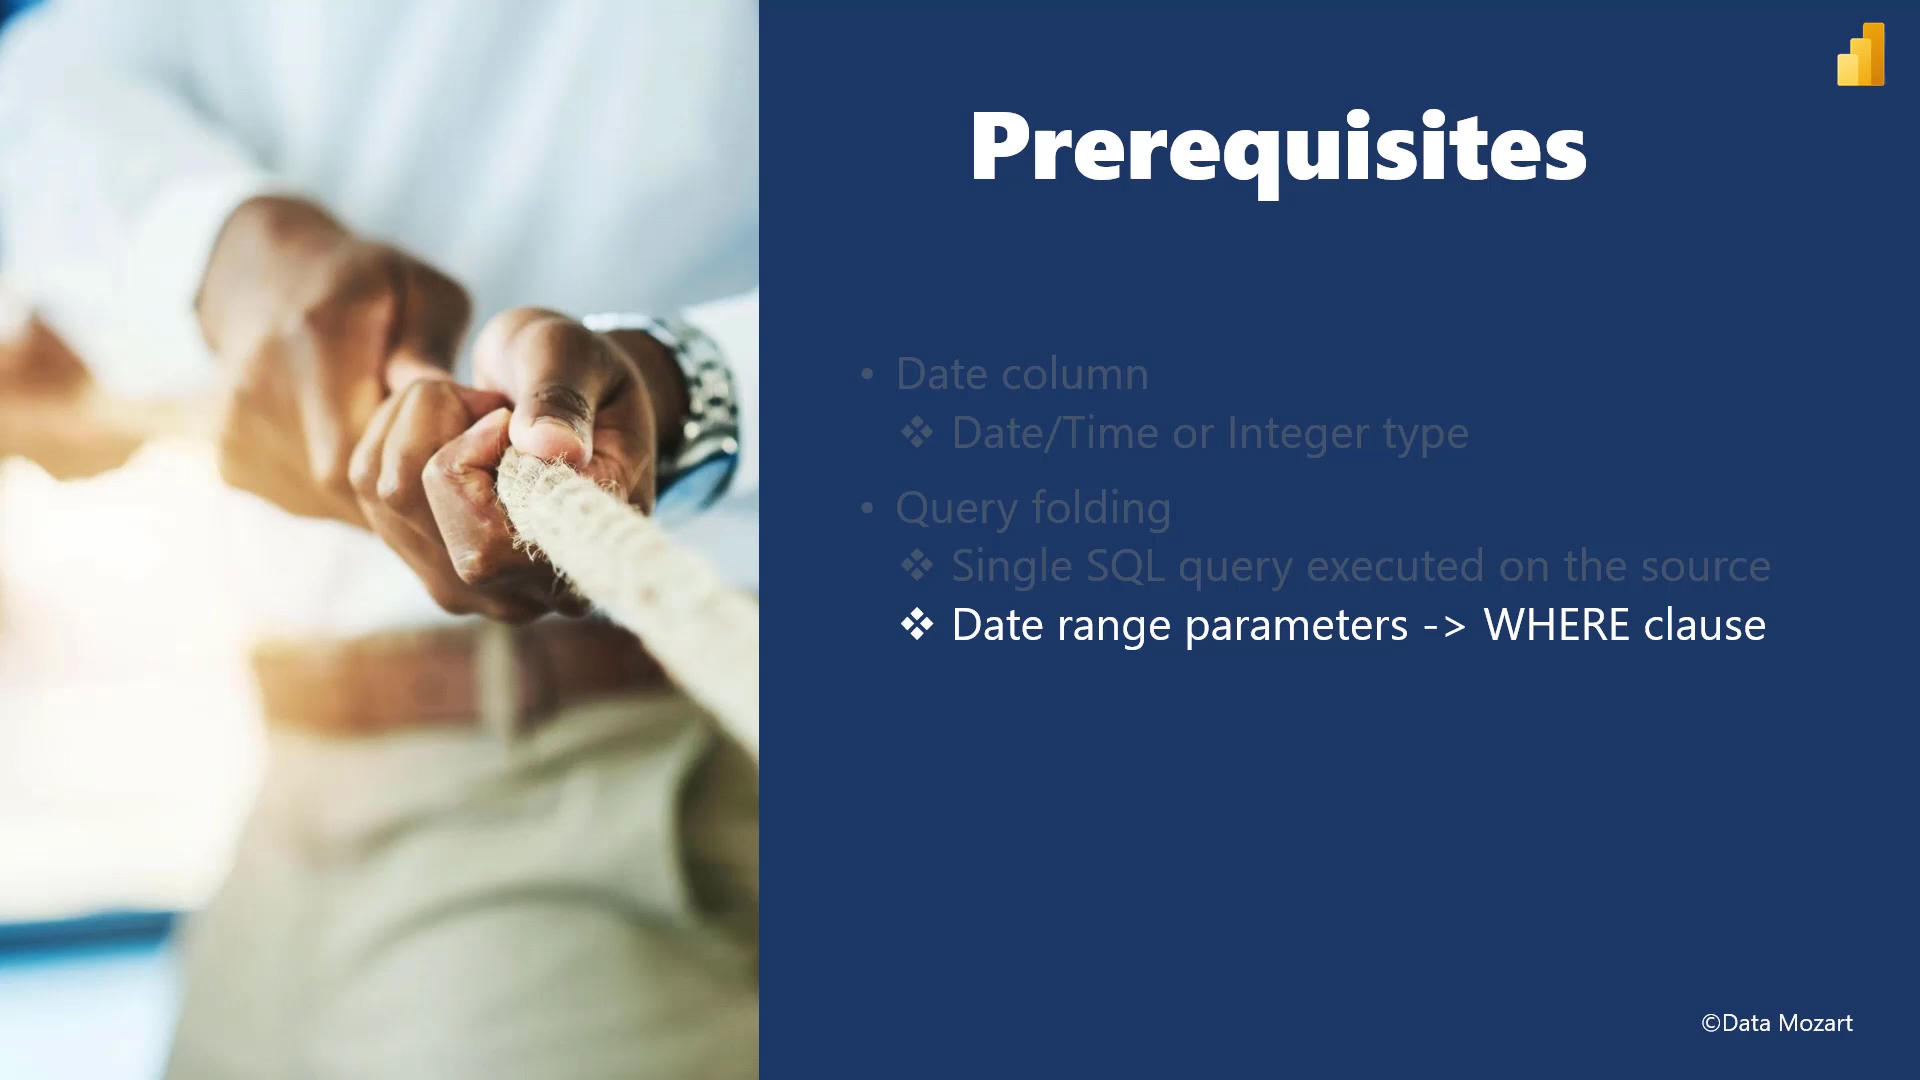 Prerequisites
• Date column
❖ Date/Time or Integer type
• Query folding
❖ Single SQL query executed on the source
❖ Date range parameters -> WHERE clause
©Data Mozart